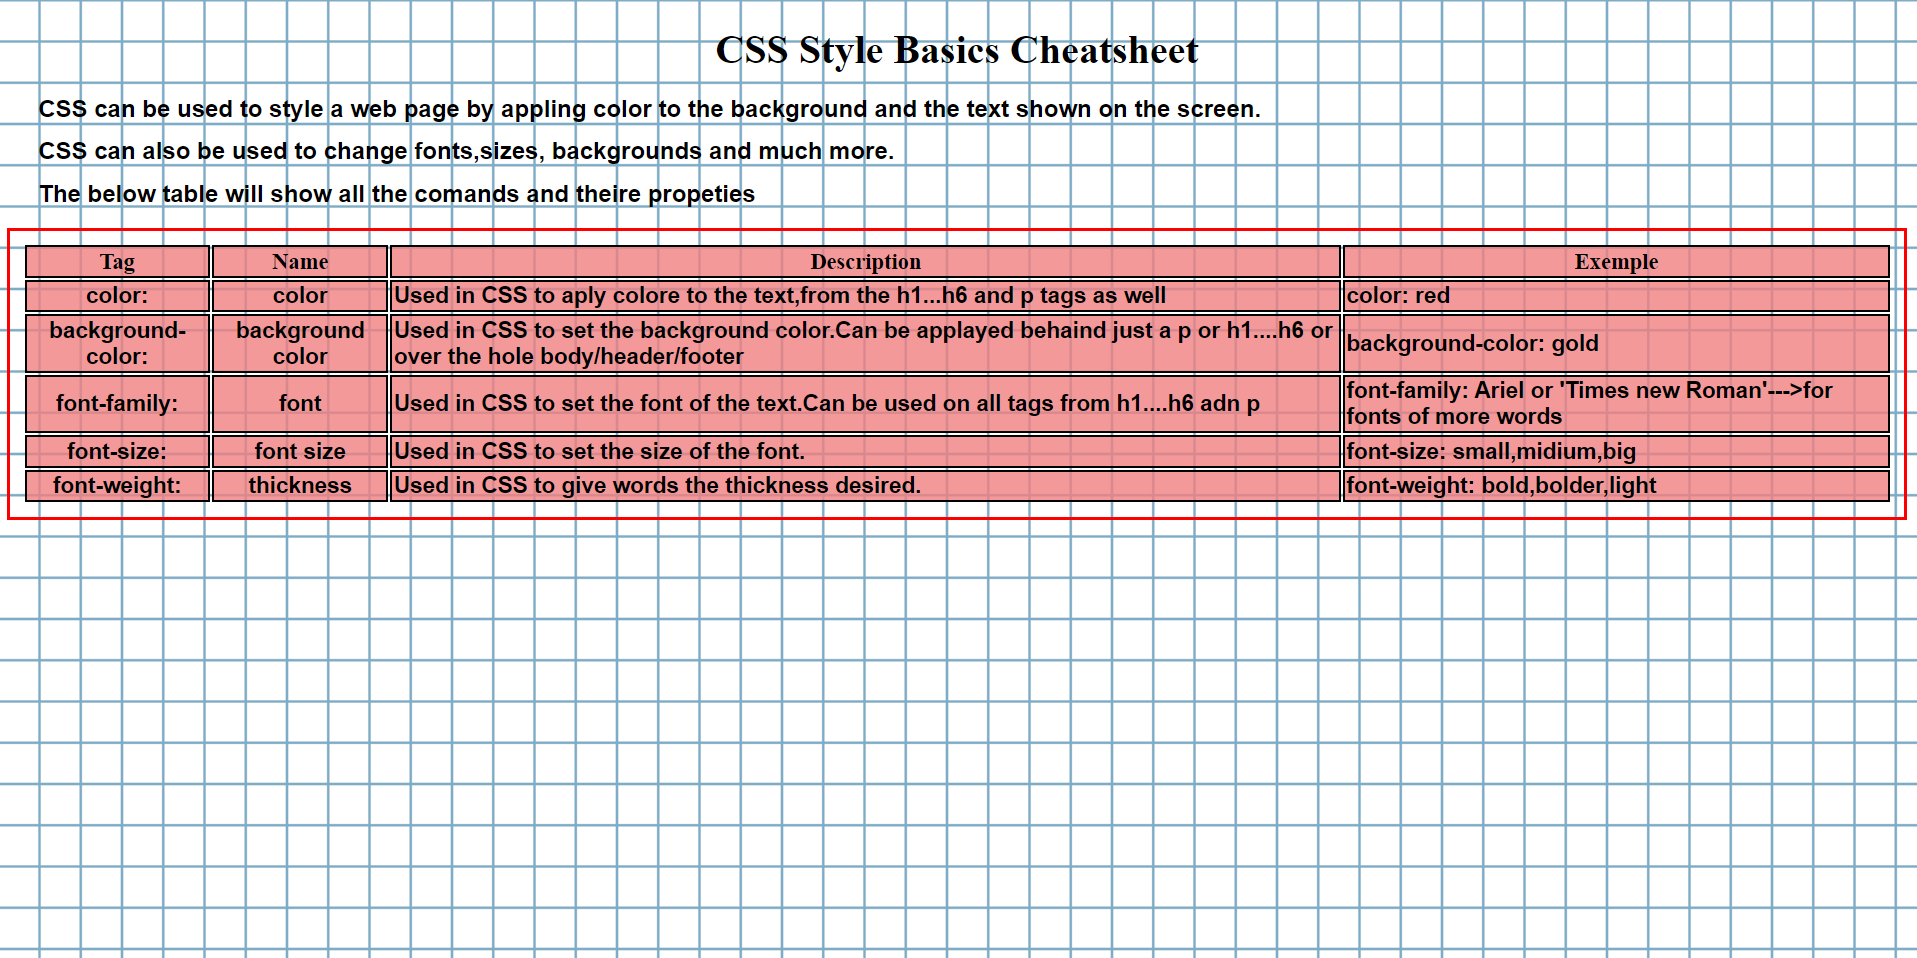 CSS Style Basics Cheatsheet
CSS can be used to style a web page by appling color to the background and the text shown on the screen.
CSS can also be used to change fonts,sizes, backgrounds and much more.
The below table will show all the comands and theire propeties
Tag Name Description Exemple
color: color Used in CSS to aply colore to the text,from the h1...h6 and p tags as well color: red
background-
color:
background
color
Used in CSS to set the background color.Can be applayed behaind just a p or h1....h6 or
over the hole body/header/footer
background-color: gold
font-family: font Used in CSS to set the font of the text.Can be used on all tags from h1....h6 adn p
font-family: Ariel or 'Times new Roman'--->for
fonts of more words
font-size: font size Used in CSS to set the size of the font. font-size: small,midium,big
font-weight: thickness Used in CSS to give words the thickness desired. font-weight: bold,bolder,light